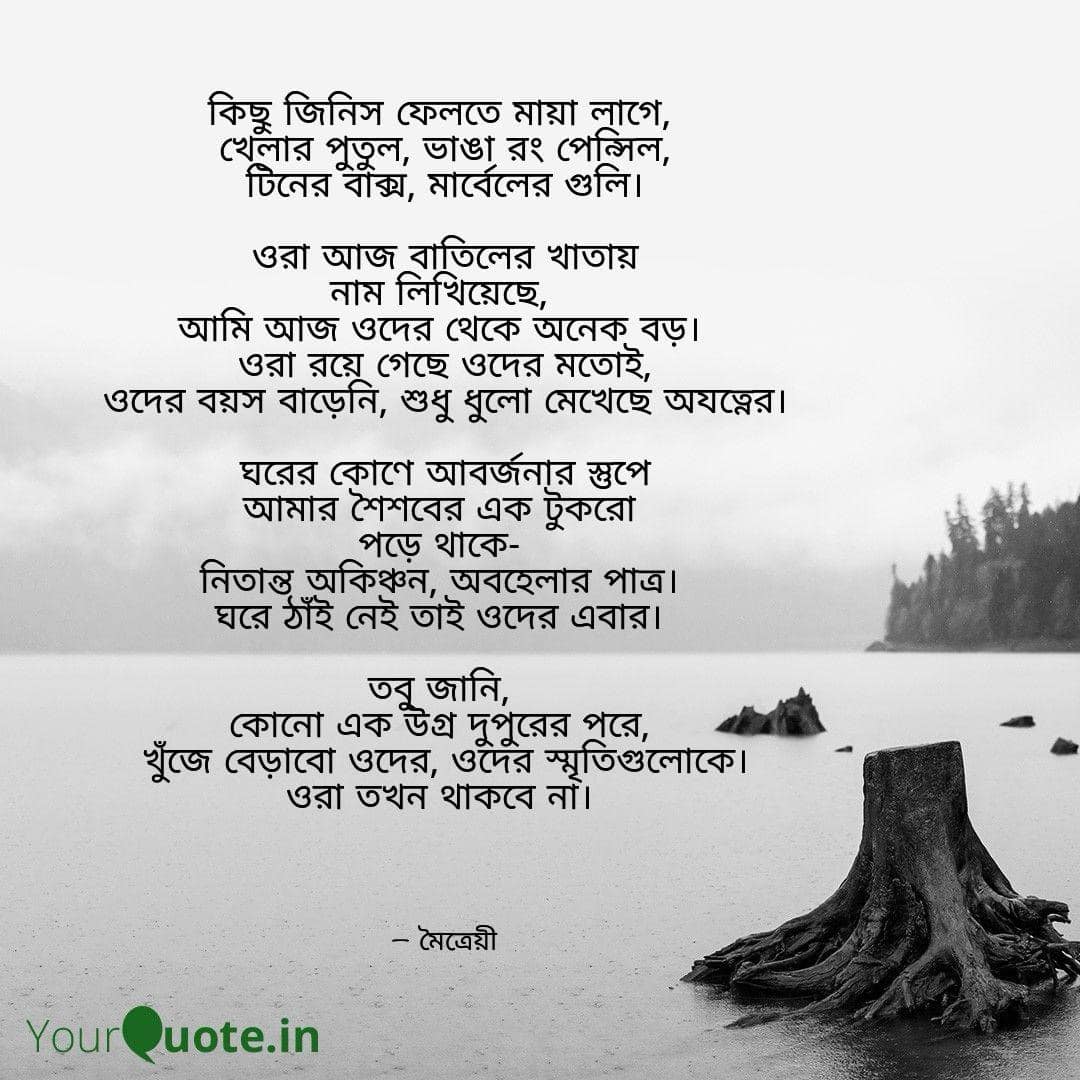 কিছু জিনিস ফেলতে মায়া লাগে,
খেলার পুতুল, ভাঙা রং পেন্সিল,
টিনের বাক্স, মার্বেলের গুলি।
ওরা আজ বাতিলের খাতায়
নাম লিখিয়েছে,
আমি আজ ওদের থেকে অনেক বড়।
ওরা রয়ে গেছে ওদের মতোই,
ওদের বয়স বাড়েনি, শুধু ধুলো মেখেছে অযত্নের।
ঘরের কোণে আবর্জনার স্তুপে
আমার শৈশবের এক টুকরো
পড়ে থাকে-
নিতান্ত অকিঞ্চন, অবহেলার পাত্র।
ঘরে ঠাঁই নেই তাই ওদের এবার।
তবু জানি,
কোনো এক উগ্র দুপুরের পরে,
খুঁজে বেড়াবো ওদের, ওদের স্মৃতিগুলোকে।
ওরা তখন থাকবে না।
– মৈত্রেয়ী
YourQuote.in